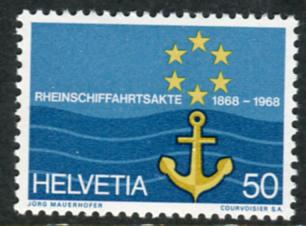 RHEINSCHIFFAHRTSAKTE 1868-1968
HELVETIA 50
JÖRG MAUERHOFER COURVOISIER S.A.